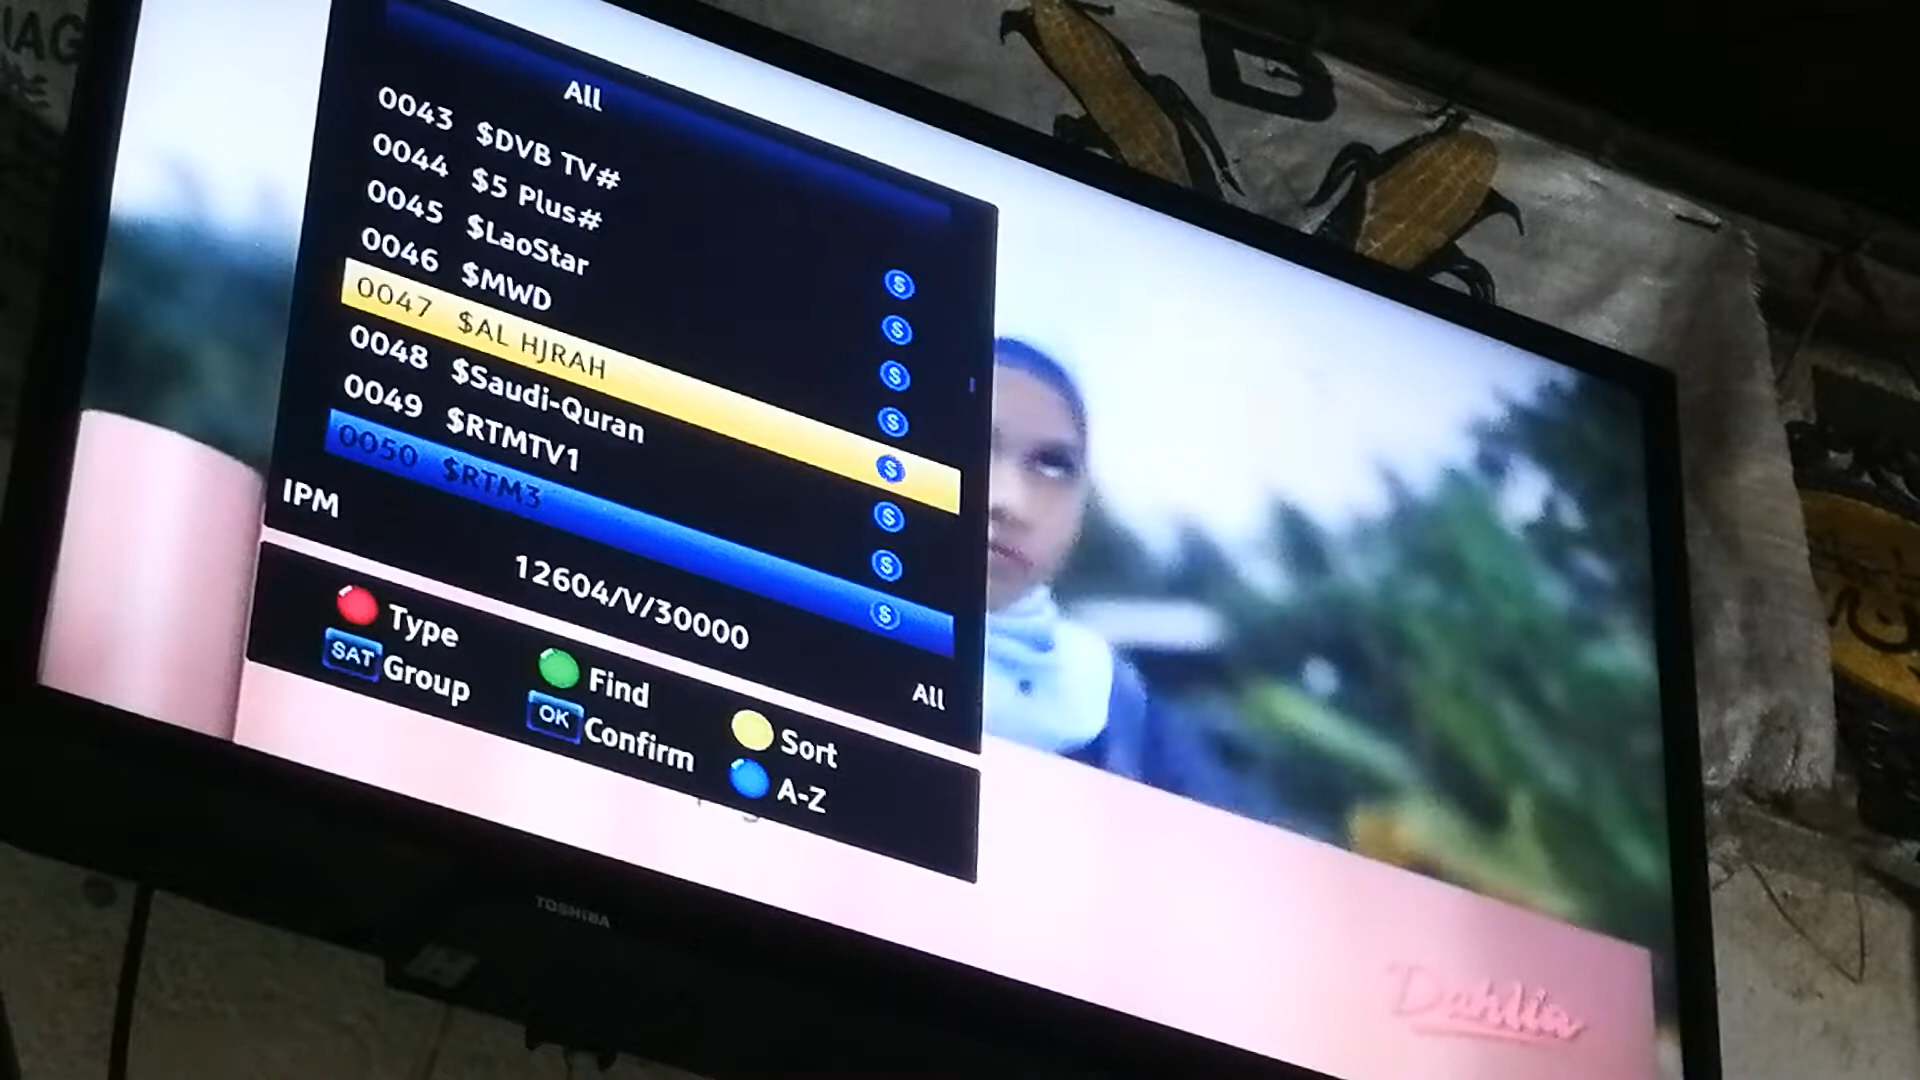 All
0043 $DVB TV#
0044 $5 Plus#
0045 $LaoStar
0046 $MWD
0047 $AL HJRAH
0048 $Saudi-Quran
0049 $RTMTV1
0050 $RTM3
IPM
12604/V/30000
All
Type
Find
Sort
SAT Group
OK Confirm
A-Z
TOSHIBA
Dahlia
B